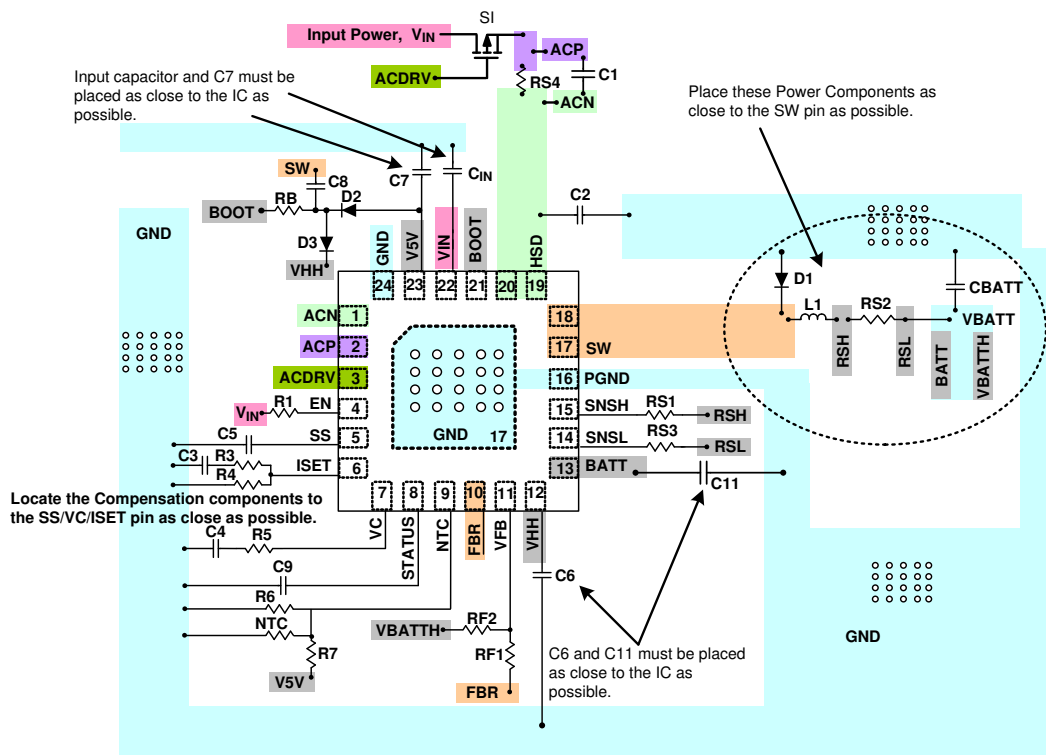 SI
Input Power, VIN
ACP
ACDRV
RS4
C1
ACN
Input capacitor and C7 must be
placed as close to the IC as
possible.
Place these Power Components as
close to the SW pin as possible.
SW
C8
C7
CIN
D2
RB
BOOT
C2
GND
D3
VHH
GND
V5V
VIN
BOOT
HSD
24
23
22
21
20
19
D1
CBATT
L1
RS2
VBATT
RSH
RSL
BATT
VBATTH
ACN
1
18
ACP
2
17
SW
ACDRV
3
16
PGND
VIN
R1
EN
4
15
SNSH
RS1
RSH
C5
SS
5
14
SNSL
RS3
RSL
GND
17
C3
R3
R4
ISET
6
13
BATT
C11
Locate the Compensation components to
the SS/VC/ISET pin as close as possible.
7
8
9
10
11
12
VC
STATUS
NTC
FBR
VFB
VHH
C4
R5
C9
C6
R6
NTC
R7
V5V
VBATTH
RF2
RF1
FBR
C6 and C11 must be placed
as close to the IC as
possible.
GND